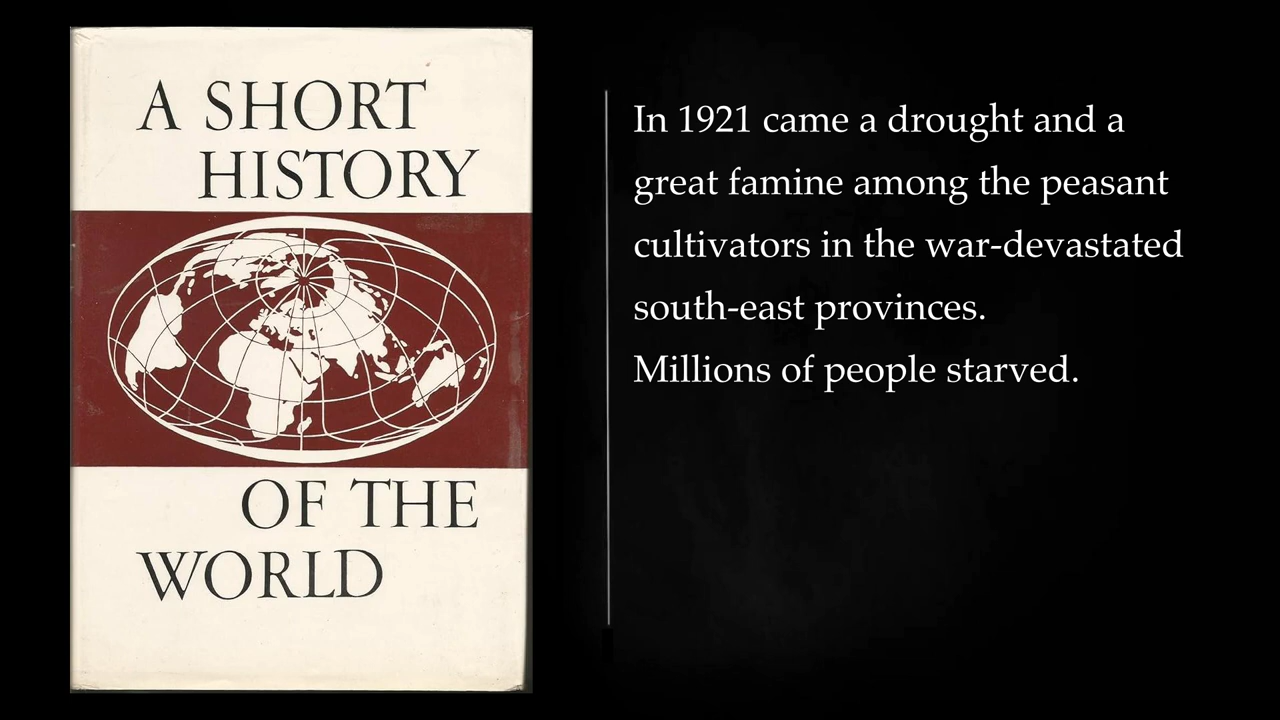 A SHORT
HISTORY
OF THE
WORLD
In 1921 came a drought and a
great famine among the peasant
cultivators in the war-devastated
south-east provinces.
Millions of people starved.